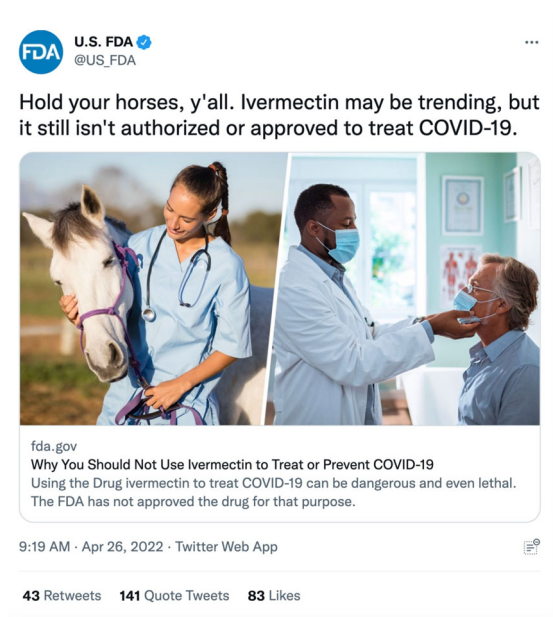 FDA
U.S. FDA
@US_FDA
Hold your horses, y'all. Ivermectin may be trending, but
it still isn't authorized or approved to treat COVID-19.
fda.gov
Why You Should Not Use Ivermectin to Treat or Prevent COVID-19
Using the Drug ivermectin to treat COVID-19 can be dangerous and even lethal.
The FDA has not approved the drug for that purpose.
9:19 AM · Apr 26, 2022 · Twitter Web App
43 Retweets 141 Quote Tweets 83 Likes